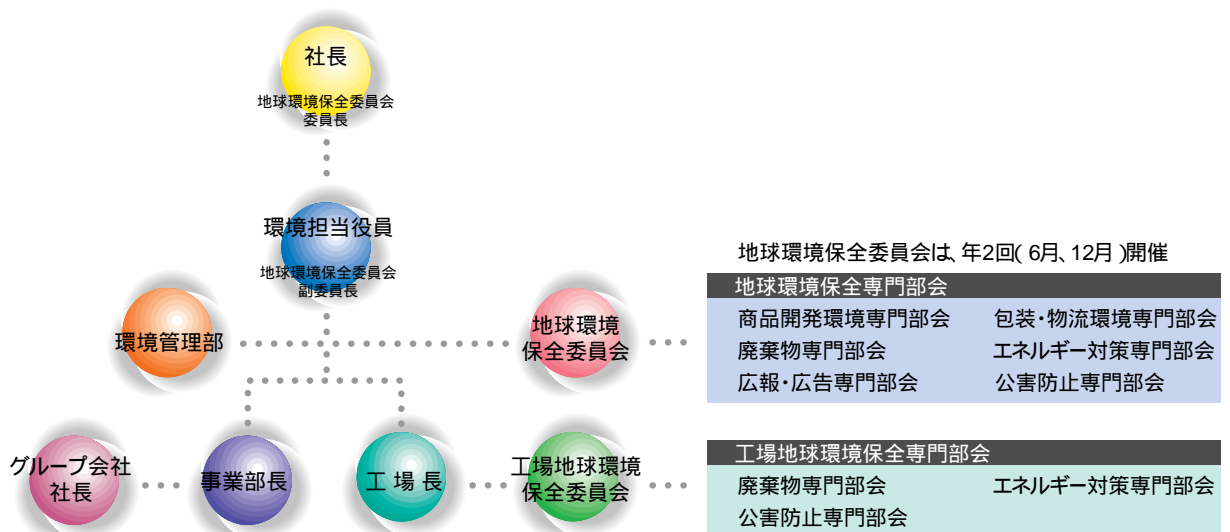 社長
地球環境保全委員会
委員長
環境担当役員
地球環境保全委員会
副委員長
環境管理部
地球環境
保全委員会
グループ会社
社長
事業部長
工 場 長
工場地球環境
保全委員会
地球環境保全委員会は、年2回( 6月、12月 )開催
地球環境保全専門部会
商品開発環境専門部会 包装・物流環境専門部会
廃棄物専門部会 エネルギー対策専門部会
広報・広告専門部会 公害防止専門部会
工場地球環境保全専門部会
廃棄物専門部会 エネルギー対策専門部会
公害防止専門部会